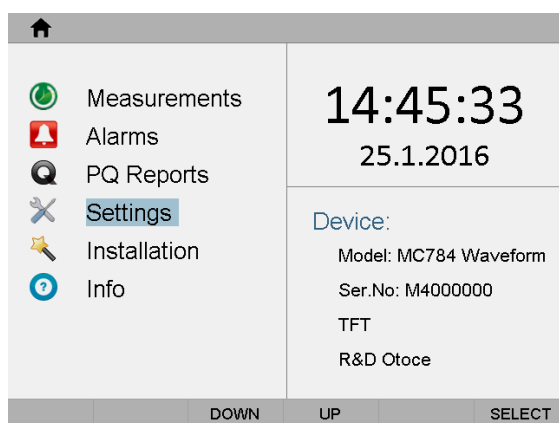 Measurements
Alarms
PQ Reports
Settings
Installation
Info
14:45:33
25.1.2016
Device:
Model: MC784 Waveform
Ser.No: M4000000
TFT
R&D Otoce
DOWN UP SELECT